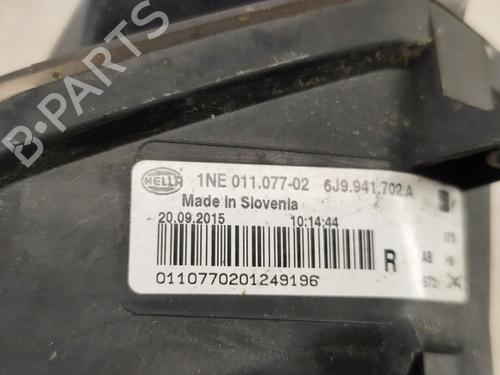 B-PARTS
HELLA
1NE 011.077-02 6J9.941.702 A
Made in Slovenia
20.09.2015 10:14:44
R AB
0110770201249196